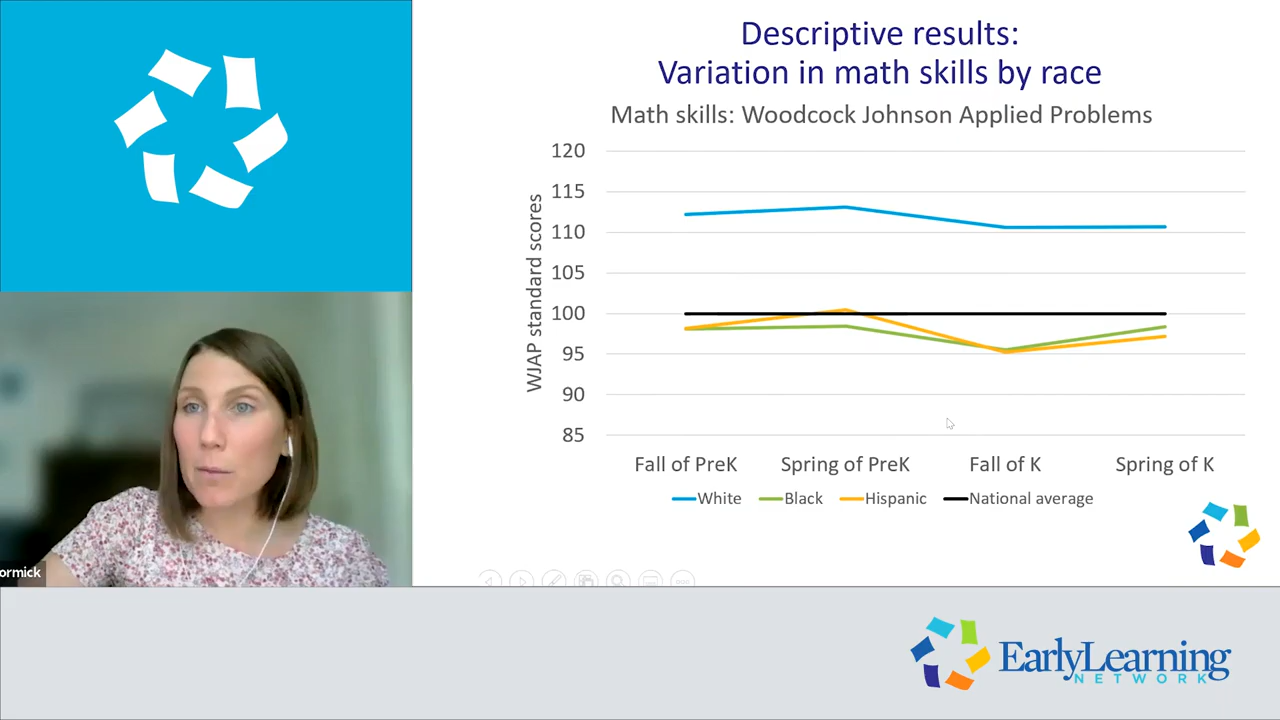 Descriptive results:
Variation in math skills by race
Math skills: Woodcock Johnson Applied Problems
WJAP standard scores
120
115
110
105
100
95
90
85
Fall of PreK Spring of PreK Fall of K Spring of K
White Black Hispanic National average
ormick
EarlyLearning
NETWORK